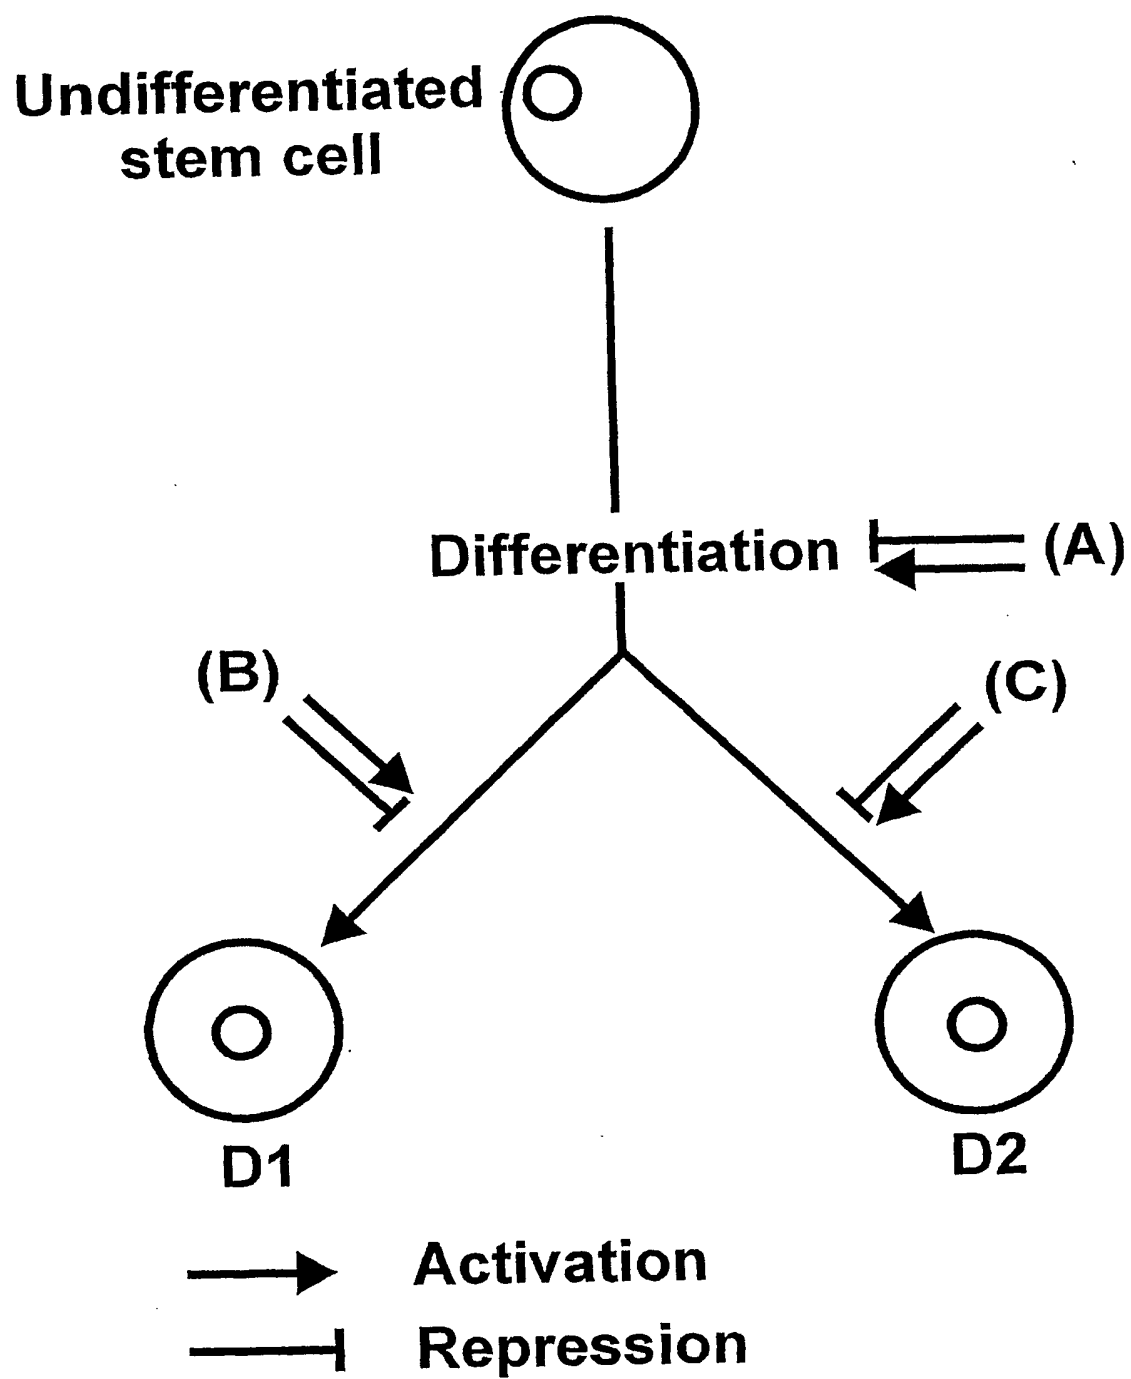 Undifferentiated
stem cell
Differentiation
(A)
(B)
(C)
D1
D2
Activation
Repression